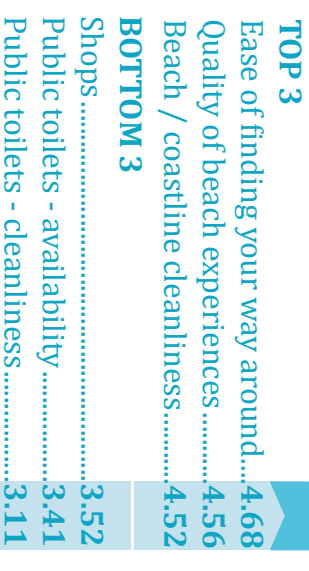 TOP 3
Ease of finding your way around....4.68
Quality of beach experiences..........4.56
Beach / coastline cleanliness.........4.52
BOTTOM 3
Shops......................................................3.52
Public toilets - availability...............3.41
Public toilets - cleanliness................3.11